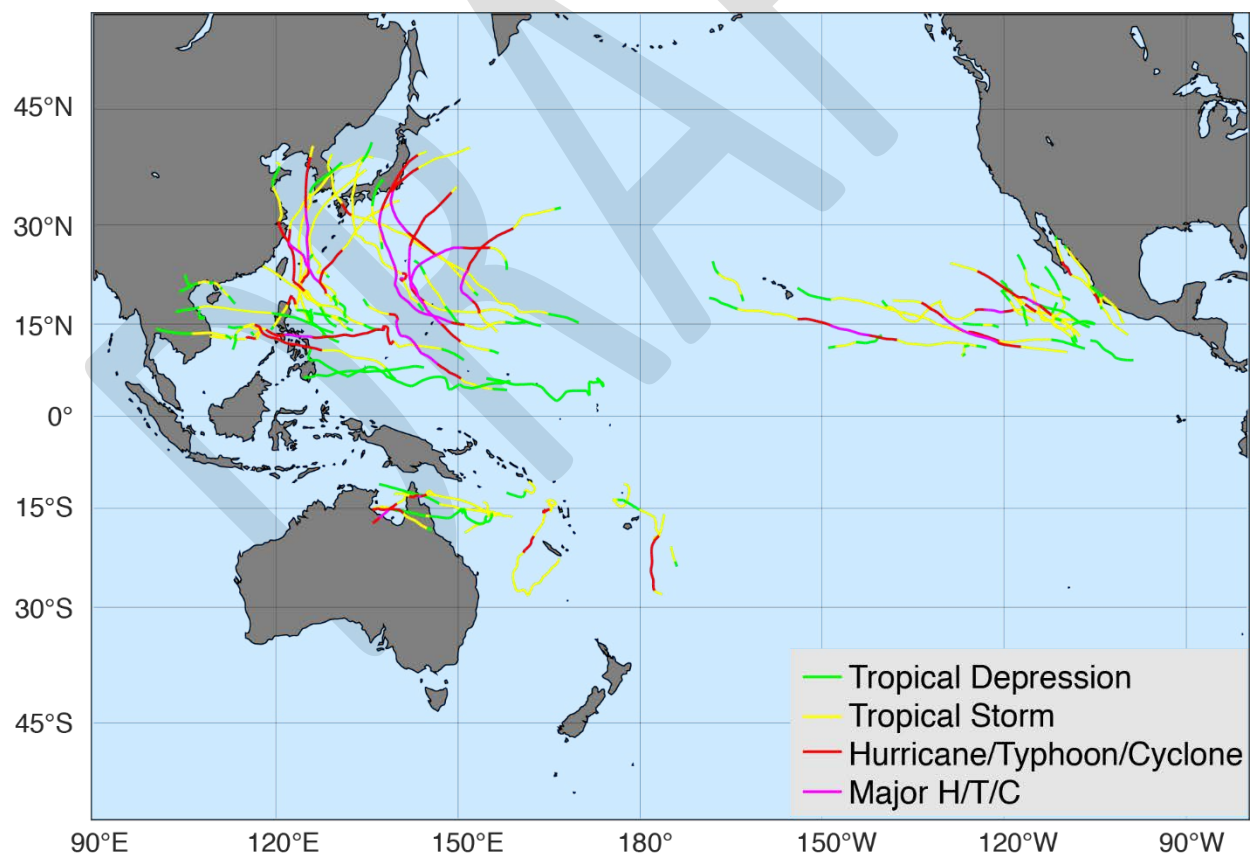 DRAFT
45°N
30°N
15°N
0°
15°S
30°S
45°S
Tropical Depression
Tropical Storm
Hurricane/Typhoon/Cyclone
Major H/T/C
90°E 120°E 150°E 180° 150°W 120°W 90°W